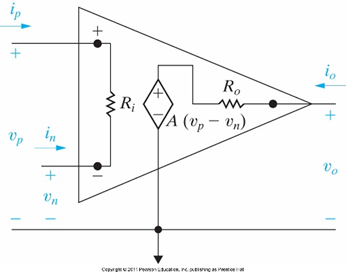 i_p
+
+
+
R_o
i_o
v_p
i_n
R_i
+
−
A (v_p − v_n)
+
−
+
v_n
v_o
−
−
−
Copyright © 2011 Pearson Education, Inc. publishing as Prentice Hall